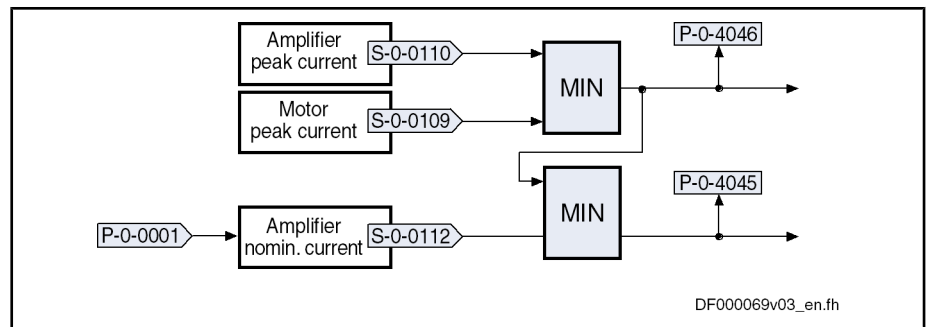 Amplifier
peak current
S-0-0110
MIN
P-0-4046
Motor
peak current
S-0-0109
P-0-4045
MIN
P-0-0001
Amplifier
nomin. current
S-0-0112
DF000069v03_en.fh